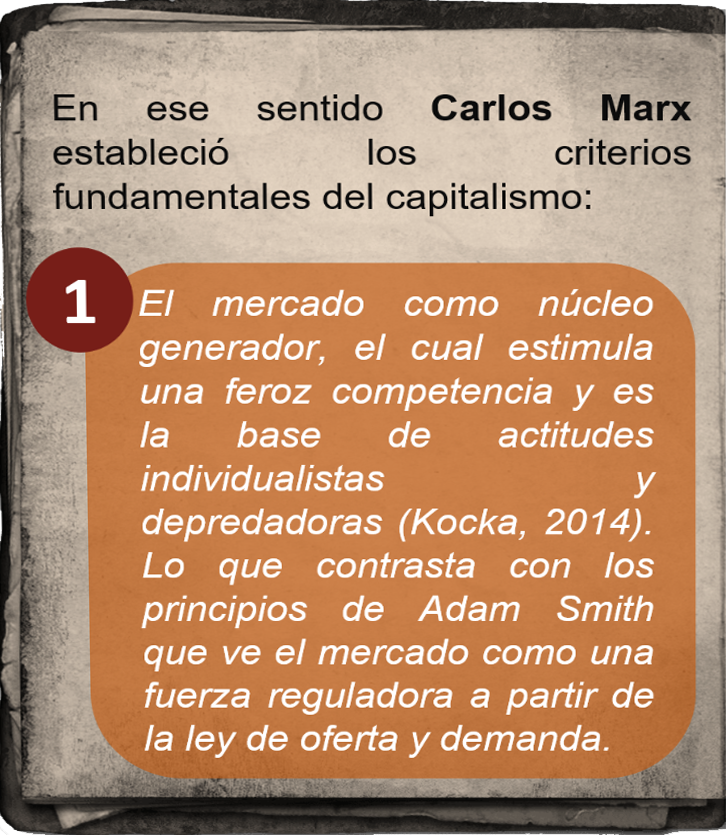 En ese sentido Carlos Marx
estableció los criterios
fundamentales del capitalismo:
1
El mercado como núcleo
generador, el cual estimula
una feroz competencia y es
la base de actitudes
individualistas y
depredadoras (Kocka, 2014).
Lo que contrasta con los
principios de Adam Smith
que ve el mercado como una
fuerza reguladora a partir de
la ley de oferta y demanda.